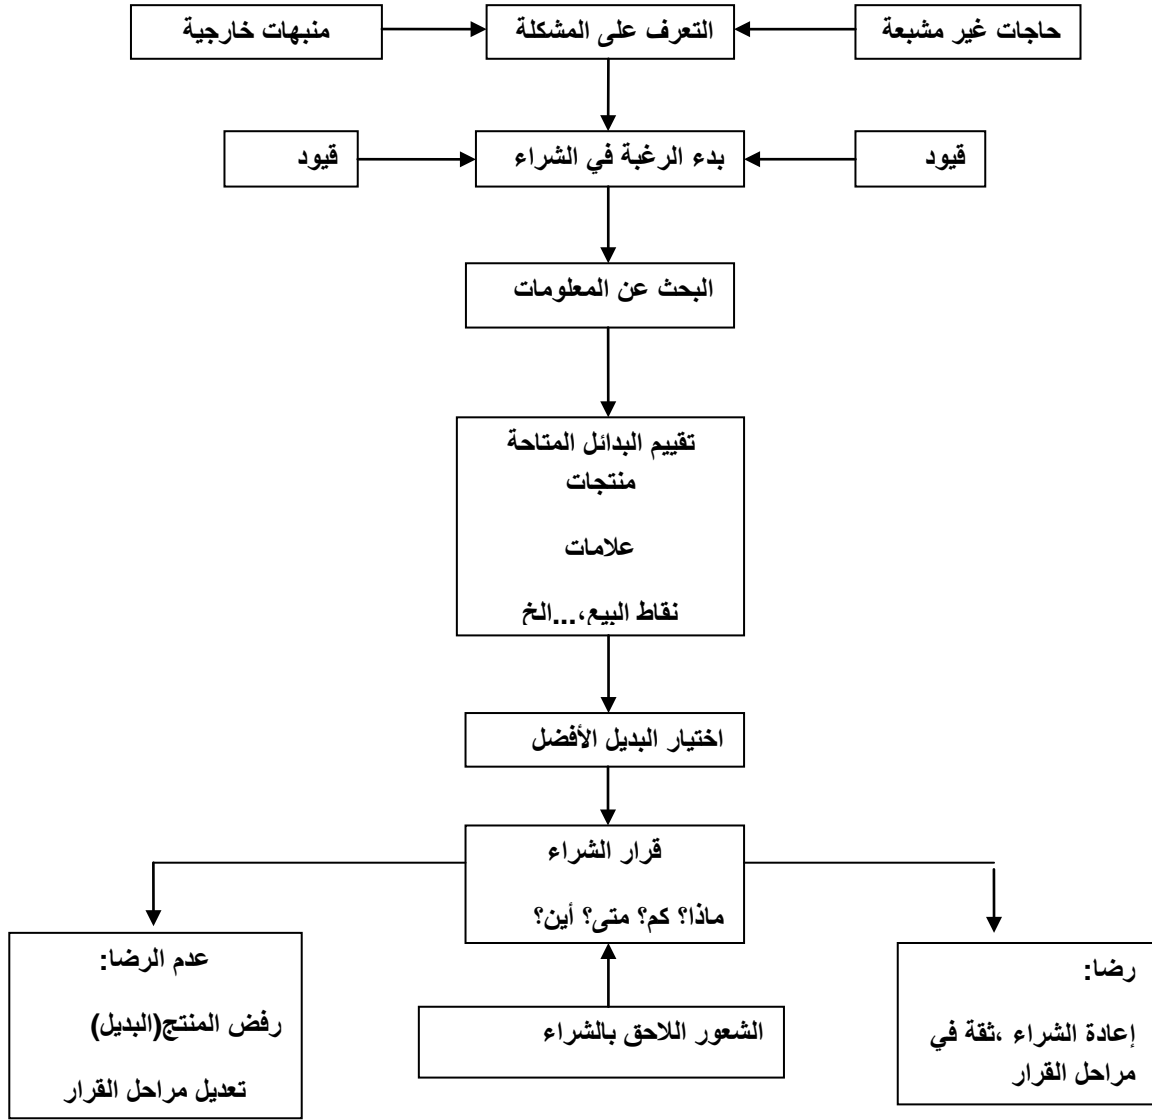 حاجات غير مشبعة
التعرف على المشكلة
منبهات خارجية
قيود
بدء الرغبة في الشراء
قيود
البحث عن المعلومات
تقييم البدائل المتاحة
منتجات
علامات
نقاط البيع،...الخ
اختيار البديل الأفضل
قرار الشراء
ماذا؟ كم؟ متى؟ أين؟
رضا:
إعادة الشراء ،ثقة في
مراحل القرار
الشعور اللاحق بالشراء
عدم الرضا:
رفض المنتج(البديل)
تعديل مراحل القرار